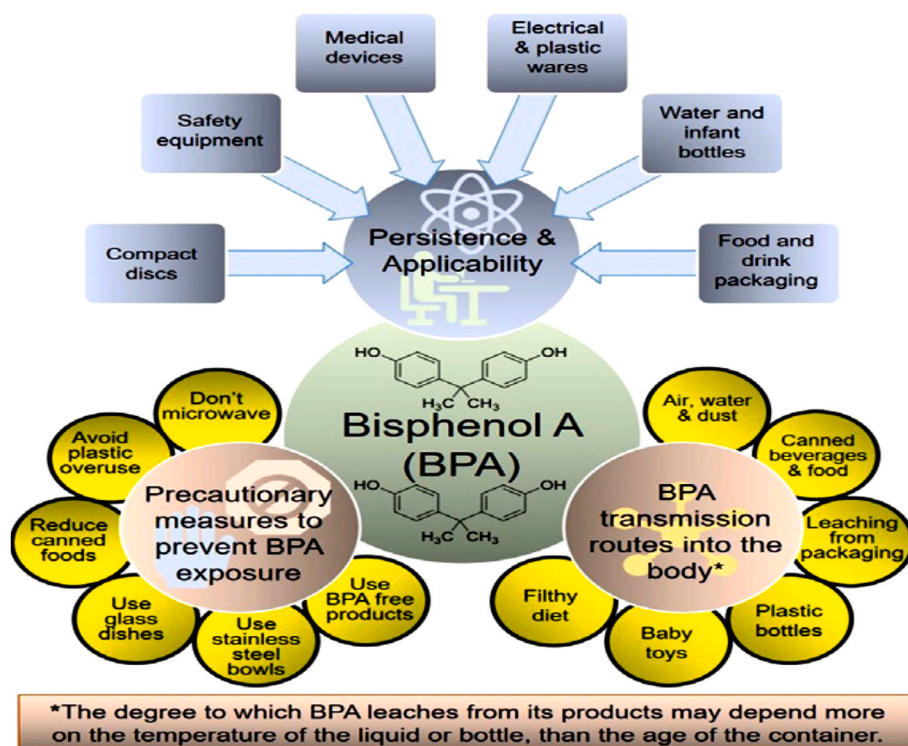 Medical
devices
Electrical
& plastic
wares
Safety
equipment
Water and
infant
bottles
Compact
discs
Persistence &
Applicability
Food and
drink
packaging
HO
OH
H₃C CH₃
Bisphenol A
(BPA)
HO
OH
H₃C CH₃
Don't
microwave
Avoid
plastic
overuse
Reduce
canned
foods
Use
glass
dishes
Use
stainless
steel
bowls
Use
BPA free
products
Precautionary
measures to
prevent BPA
exposure
Air, water
& dust
Canned
beverages
& food
Leaching
from
packaging
Plastic
bottles
Baby
toys
Filthy
diet
BPA
transmission
routes into the
body*
*The degree to which BPA leaches from its products may depend more
on the temperature of the liquid or bottle, than the age of the container.